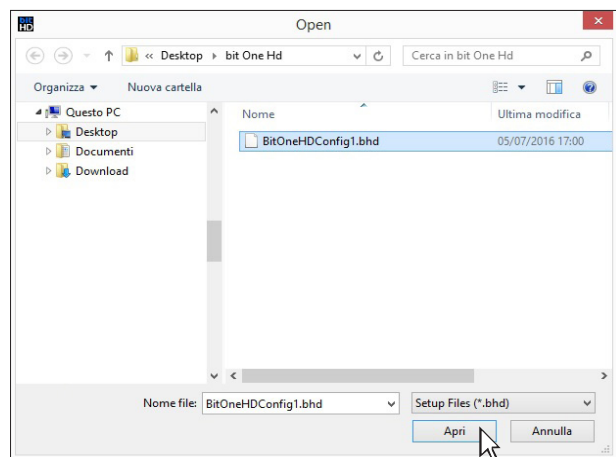 bit HD
Open
« Desktop bit One Hd
Cerca in bit One Hd
Organizza Nuova cartella
Questo PC
Desktop
Documenti
Download
Nome Ultima modifica
BitOneHDConfig1.bhd 05/07/2016 17:00
Nome file: BitOneHDConfig1.bhd Setup Files (*.bhd)
Apri Annulla